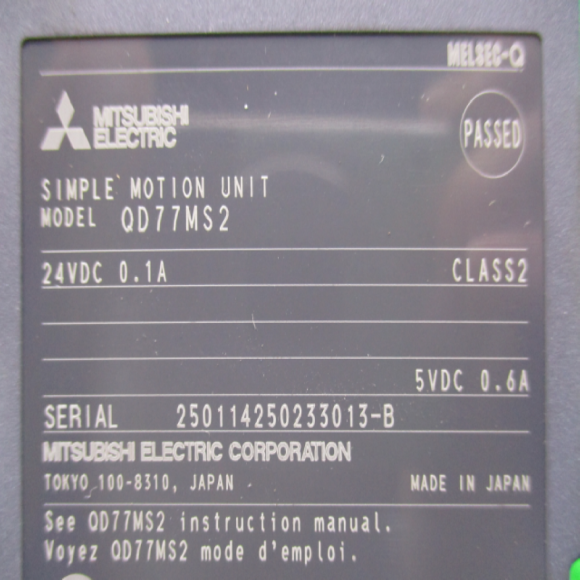 MELSEC-Q
MITSUBISHI
ELECTRIC
PASSED
SIMPLE MOTION UNIT
MODEL QD77MS2
24VDC 0.1A CLASS2
5VDC 0.6A
SERIAL 250114250233013-B
MITSUBISHI ELECTRIC CORPORATION
TOKYO 100-8310, JAPAN MADE IN JAPAN
See QD77MS2 instruction manual.
Voyez QD77MS2 mode d'emploi.